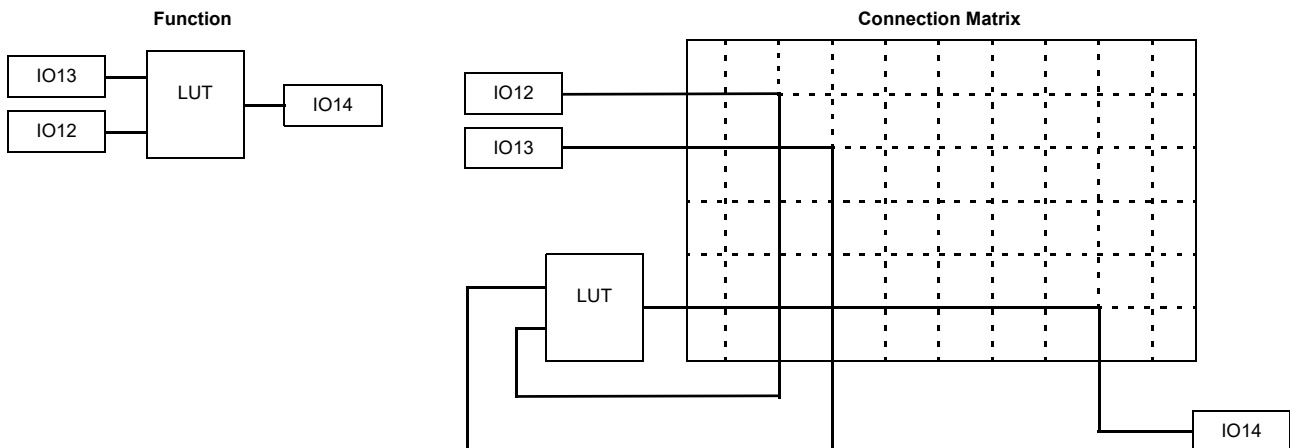 Function
Connection Matrix
IO13
LUT
IO14
IO12
IO12
IO13
LUT
IO14